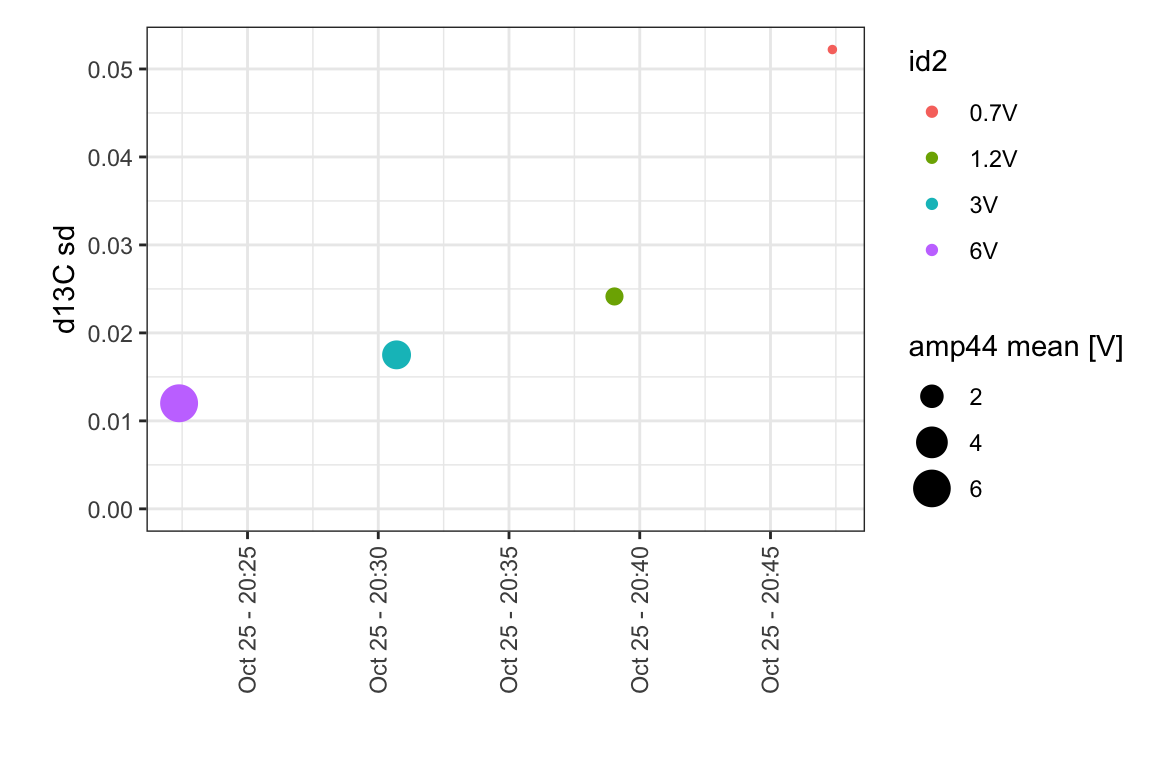 d13C sd
0.05
0.04
0.03
0.02
0.01
0.00
Oct 25 - 20:25
Oct 25 - 20:30
Oct 25 - 20:35
Oct 25 - 20:40
Oct 25 - 20:45
id2
0.7V
1.2V
3V
6V
amp44 mean [V]
2
4
6